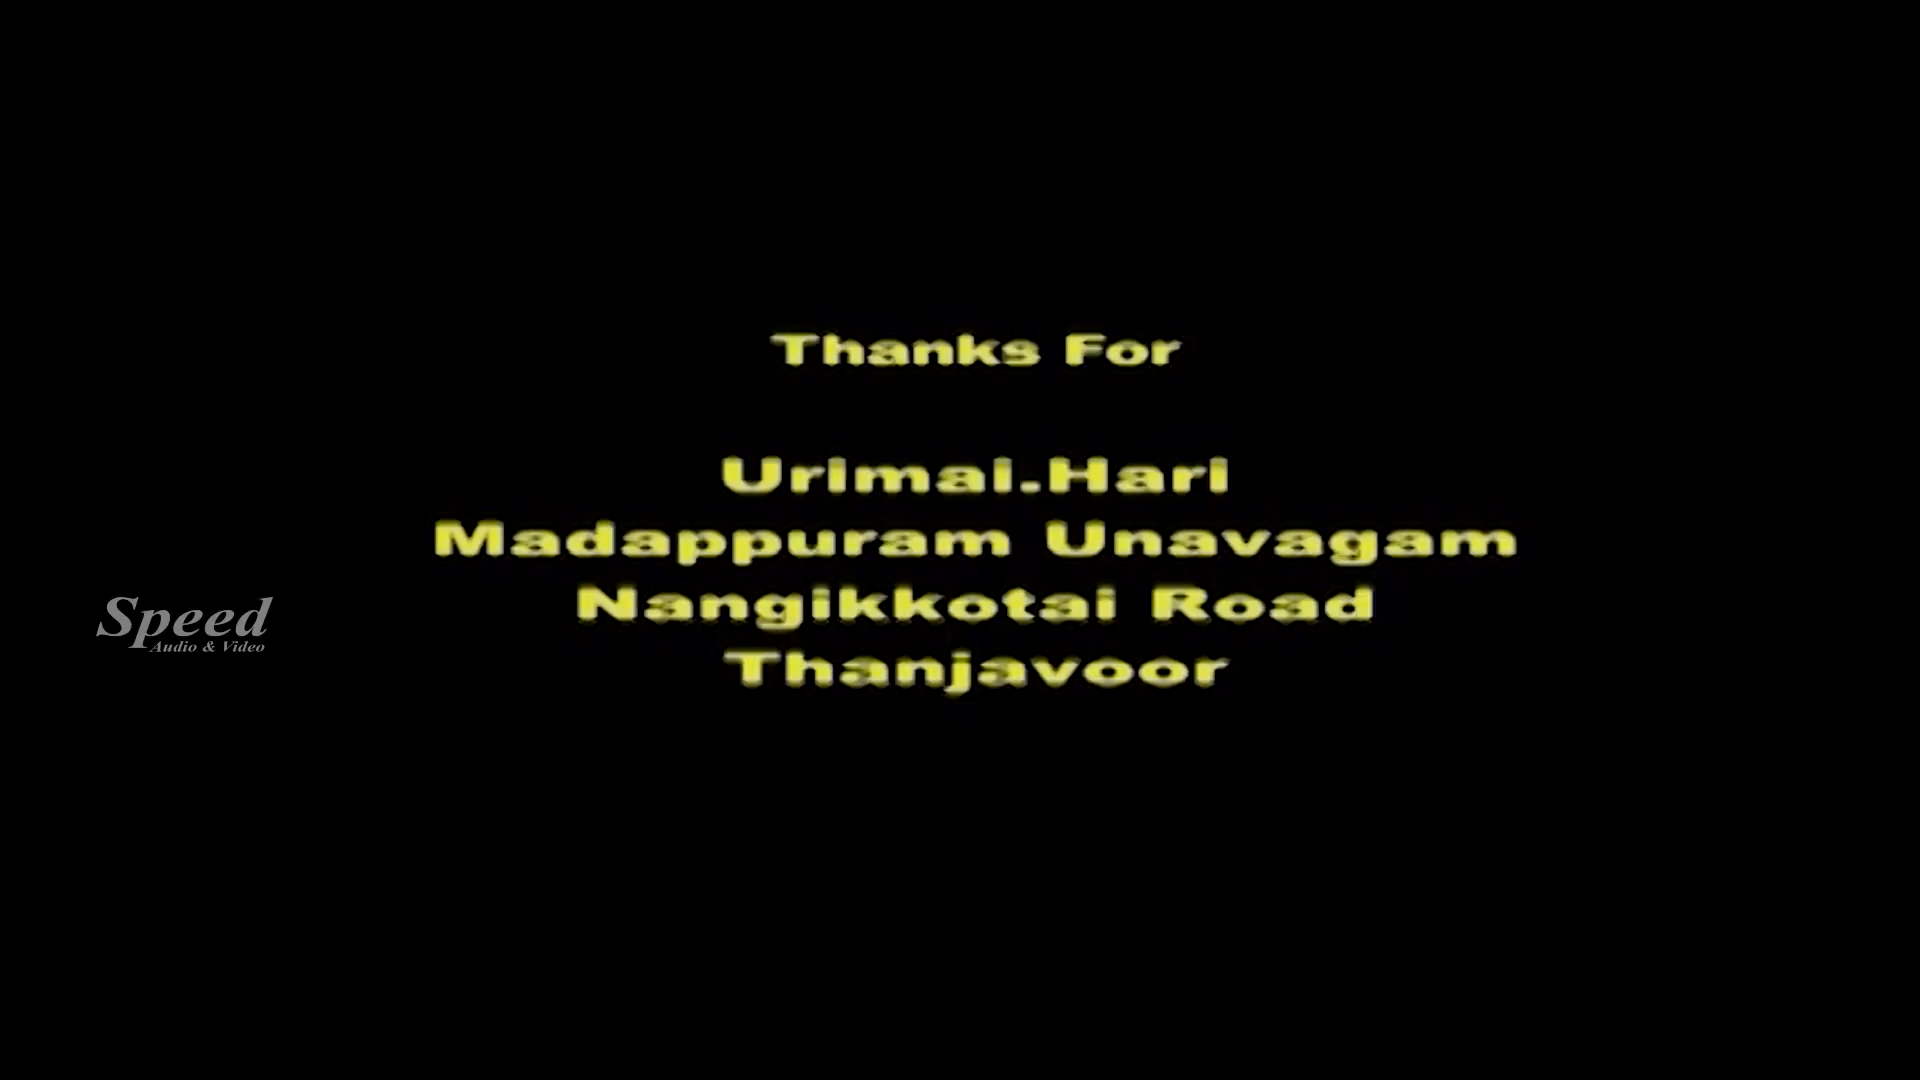 Thanks For
Urimai.Hari
Madappuram Unavagam
Nangikkotai Road
Thanjavoor
Speed
Audio & Video